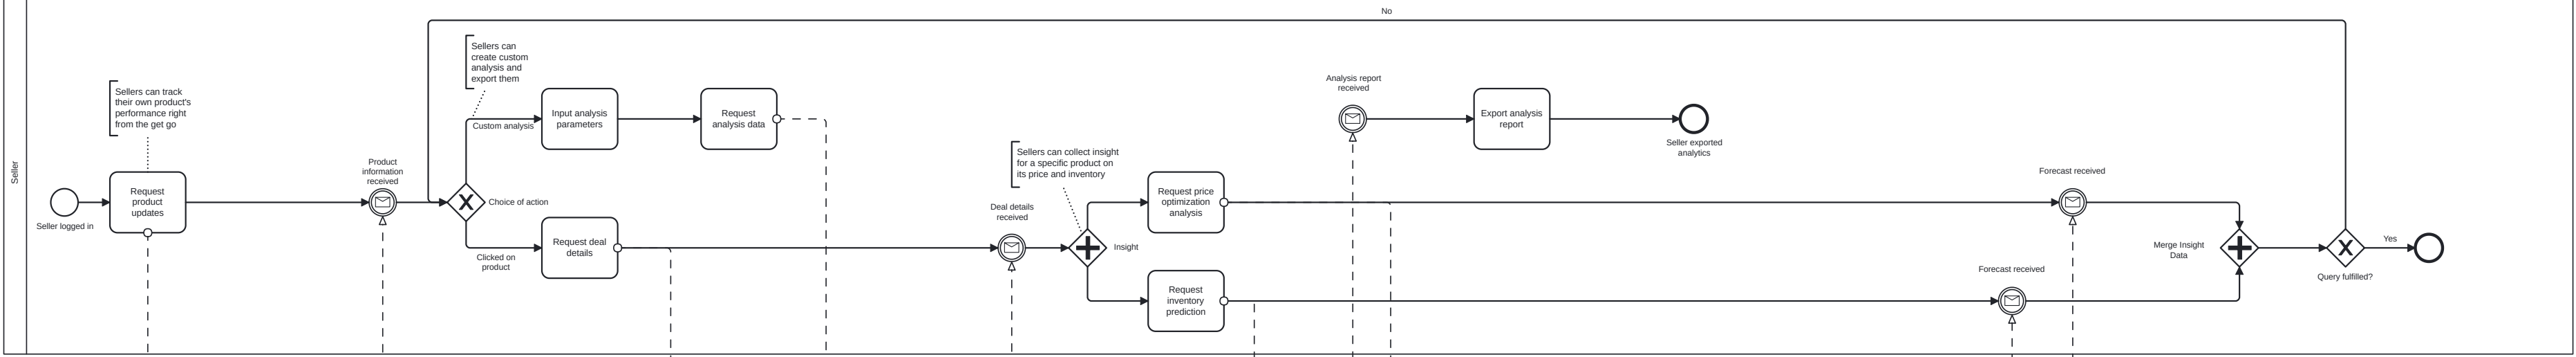 No
Sellers can
create custom
analysis and
export them
Sellers can track
their own product's
performance right
from the get go
Analysis report
received
Input analysis
parameters
Request
analysis data
Export analysis
report
Custom analysis
Seller exported
analytics
Sellers can collect insight
for a specific product on
its price and inventory
Seller
Product
information
received
Forecast received
Request
product
updates
Choice of action
Request price
optimization
analysis
Deal details
received
Seller logged in
Request deal
details
Insight
Merge Insight
Data
Yes
Clicked on
product
Forecast received
Query fulfilled?
Request
inventory
prediction